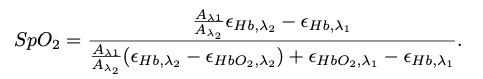 $SpO_2 = \frac{\frac{A_{\lambda 1}}{A_{\lambda_2}} \epsilon_{Hb,\lambda_2} - \epsilon_{Hb,\lambda_1}}{\frac{A_{\lambda 1}}{A_{\lambda_2}} (\epsilon_{Hb,\lambda_2} - \epsilon_{HbO_2,\lambda_2}) + \epsilon_{HbO_2,\lambda_1} - \epsilon_{Hb,\lambda_1}}.$